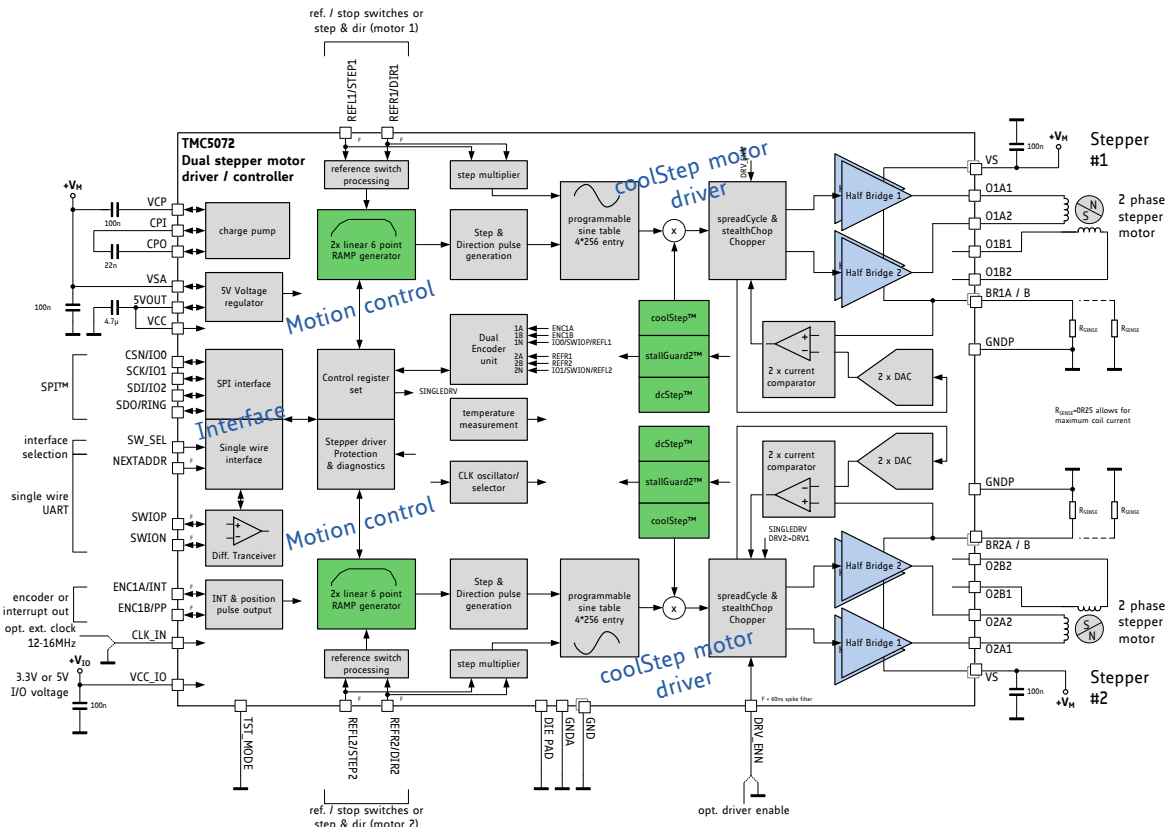 ref. / stop switches or
step & dir (motor 1)
REFL1/STEP1
REFR1/DIR1
F
F
TMC5072
Dual stepper motor
driver / controller
+VM
VCP
100n
CPI
CPO
22n
charge pump
VSA
100n
5VOUT
4.7µ
VCC
5V Voltage
regulator
reference switch
processing
step multiplier
2x linear 6 point
RAMP generator
Step &
Direction pulse
generation
programmable
sine table
4*256 entry
x
coolStep motor
driver
DRV_ENN
spreadCycle &
stealthChop
Chopper
Half Bridge 1
Half Bridge 2
VS
100n
+VM
Stepper
#1
O1A1
O1A2
O1B1
O1B2
S
N
2 phase
stepper
motor
BR1A / B
RSENSE
RSENSE
GNDP
RSENSE=0R25 allows for
maximum coil current
Motion control
Dual
Encoder
unit
1A
1B
1N
ENC1A
ENC1B
IO0/SWIOP/REFL1
2A
2B
2N
REFR1
REFR2
IO1/SWION/REFL2
coolStep™
stallGuard2™
dcStep™
2 x current
comparator
2 x DAC
SPI™
CSN/IO0
SCK/IO1
SDI/IO2
SDO/RING
SPI interface
Interface
Control register
set
SINGLEDRV
temperature
measurement
interface
selection
SW_SEL
NEXTADDR
F
Single wire
interface
Stepper driver
Protection
& diagnostics
CLK oscillator/
selector
dcStep™
stallGuard2™
coolStep™
2 x current
comparator
2 x DAC
single wire
UART
SWIOP
SWION
F
F
Diff. Tranceiver
Motion control
GNDP
RSENSE
RSENSE
SINGLEDRV
DRV2:=DRV1
BR2A / B
encoder or
interrupt out
ENC1A/INT
ENC1B/PP
F
F
INT & position
pulse output
2x linear 6 point
RAMP generator
Step &
Direction pulse
generation
programmable
sine table
4*256 entry
x
spreadCycle &
stealthChop
Chopper
Half Bridge 2
Half Bridge 1
O2B2
O2B1
O2A2
O2A1
S
N
2 phase
stepper
motor
opt. ext. clock
12-16MHz
CLK_IN
+VIO
3.3V or 5V
I/O voltage
VCC_IO
100n
reference switch
processing
step multiplier
coolStep motor
driver
VS
100n
+VM
Stepper
#2
F
F
F = 60ns spike filter
TST_MODE
REFL2/STEP2
REFR2/DIR2
DIE PAD
GNDA
GND
DRV_ENN
opt. driver enable
ref. / stop switches or
step & dir (motor 2)